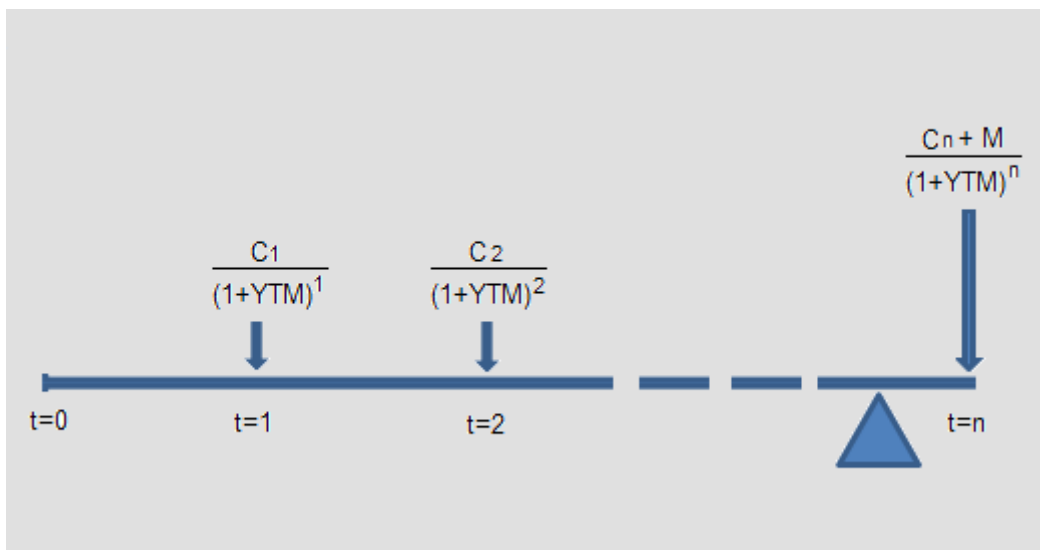 Cn + M
(1+YTM)^n
C1
(1+YTM)^1
C2
(1+YTM)^2
t=0
t=1
t=2
t=n